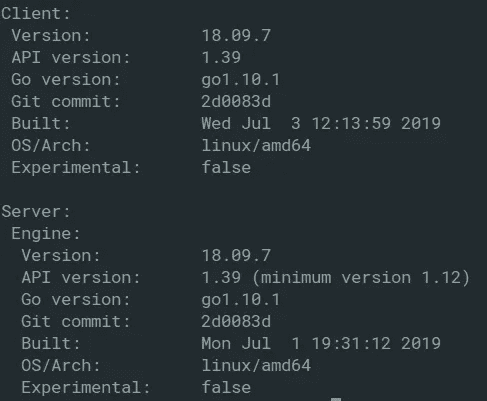 Client:
 Version:           18.09.7
 API version:       1.39
 Go version:        go1.10.1
 Git commit:        2d0083d
 Built:             Wed Jul  3 12:13:59 2019
 OS/Arch:           linux/amd64
 Experimental:      false

Server:
 Engine:
  Version:          18.09.7
  API version:      1.39 (minimum version 1.12)
  Go version:       go1.10.1
  Git commit:       2d0083d
  Built:            Mon Jul  1 19:31:12 2019
  OS/Arch:          linux/amd64
  Experimental:     false